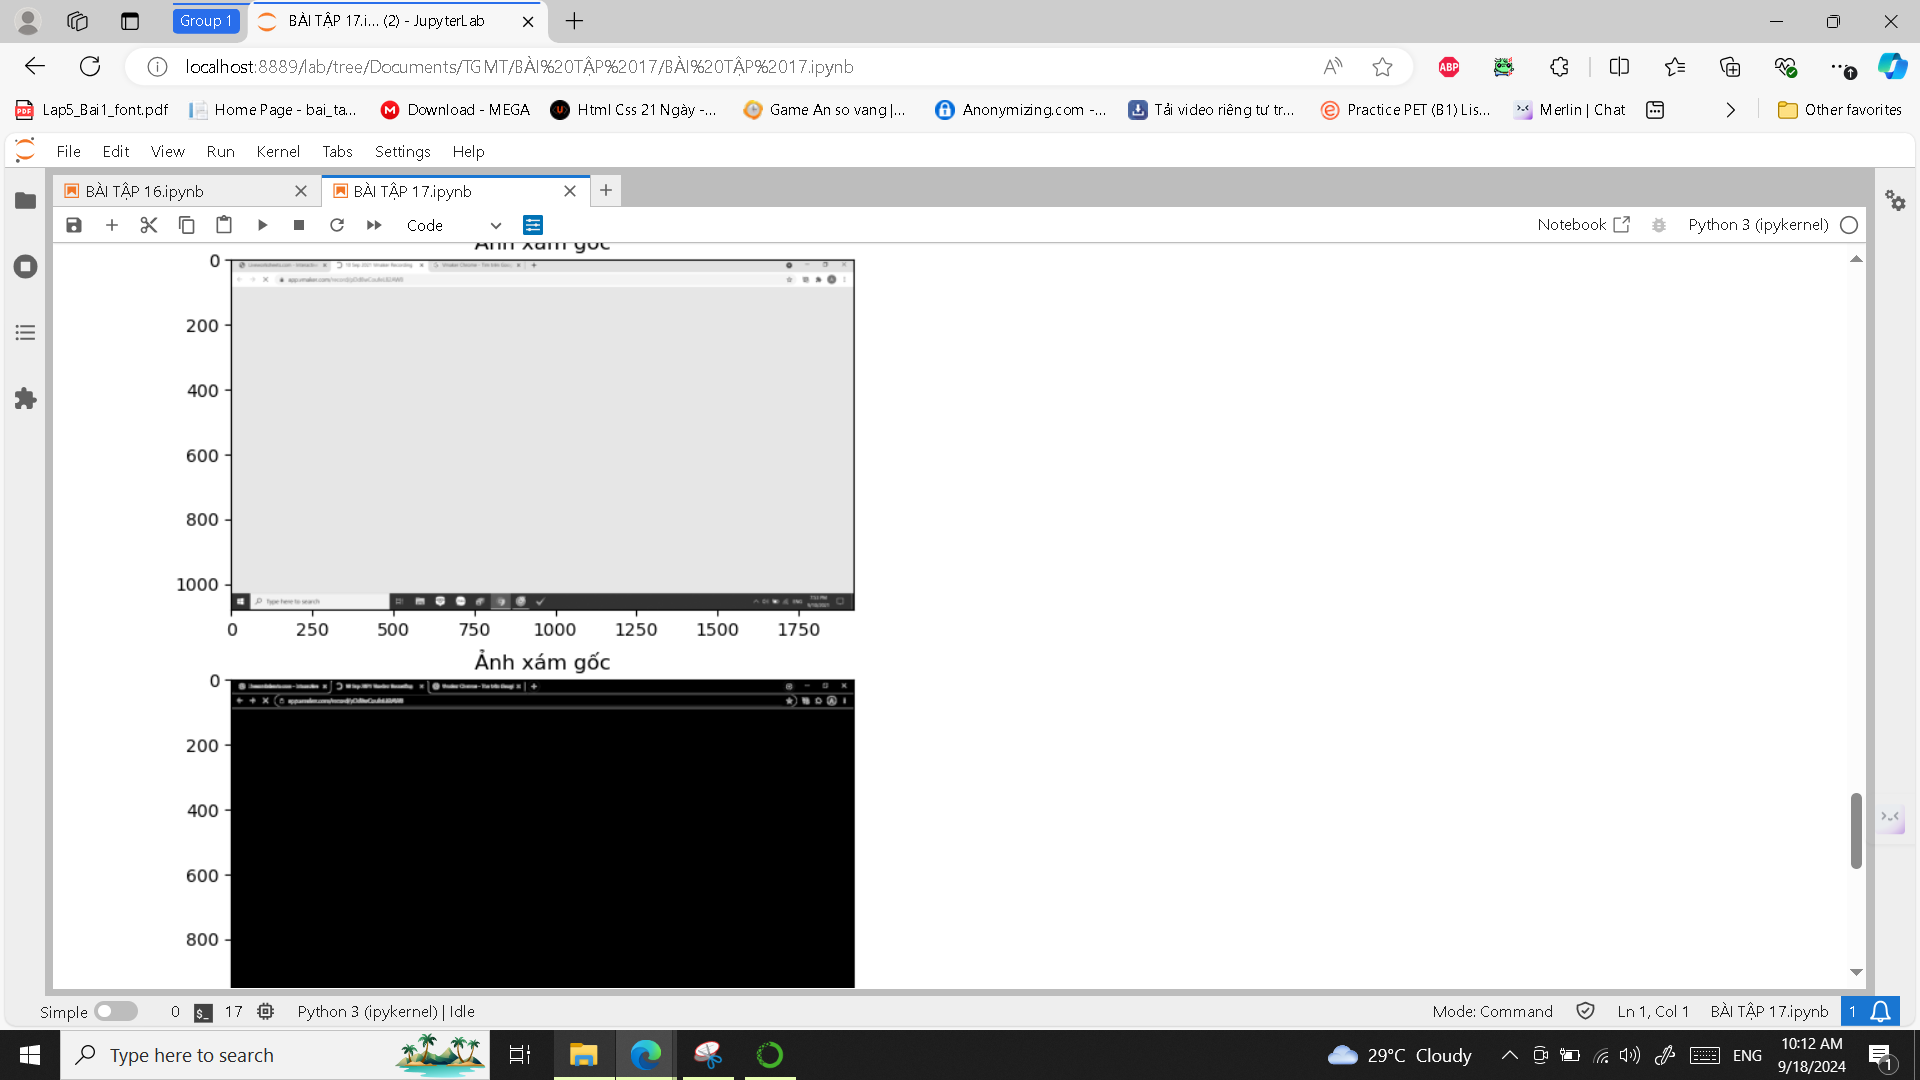 Group 1
BÀI TẬP 17.i... (2) - JupyterLab
localhost:8889/lab/tree/Documents/TGMT/BÀI%20TẬP%2017/BÀI%20TẬP%2017.ipynb
ABP
Lap5_Bai1_font.pdf
Home Page - bai_ta...
Download - MEGA
Html Css 21 Ngày -...
Game An so vang |...
Anonymizing.com -...
Tải video riêng tư tr...
Practice PET (B1) Lis...
Merlin | Chat
Other favorites
File Edit View Run Kernel Tabs Settings Help
BÀI TẬP 16.ipynb
BÀI TẬP 17.ipynb
Code
Notebook
Python 3 (ipykernel)
Ảnh xám gốc
0
200
400
600
800
1000
Type here to search
0 250 500 750 1000 1250 1500 1750
Ảnh xám gốc
0
200
400
600
800
Simple 0 17 Python 3 (ipykernel) | Idle
Mode: Command Ln 1, Col 1 BÀI TẬP 17.ipynb 1
Type here to search
29°C Cloudy
ENG
10:12 AM
9/18/2024
1